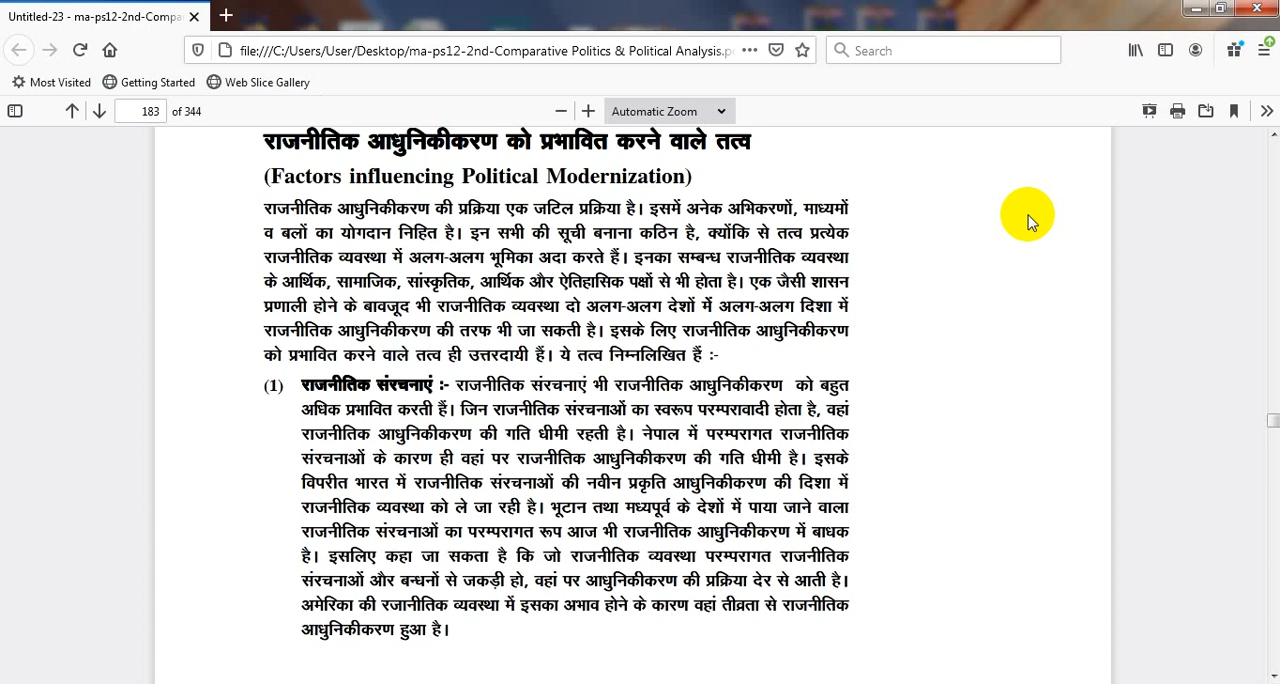 Untitled-23 - ma-ps12-2nd-Compa
file:///C:/Users/User/Desktop/ma-ps12-2nd-Comparative Politics & Political Analysis.p
Search
Most Visited
Getting Started
Web Slice Gallery
183 of 344
Automatic Zoom
राजनीतिक आधुनिकीकरण को प्रभावित करने वाले तत्व
(Factors influencing Political Modernization)
राजनीतिक आधुनिकीकरण की प्रक्रिया एक जटिल प्रक्रिया है। इसमें अनेक अभिकरणों, माध्यमों
व बलों का योगदान निहित है। इन सभी की सूची बनाना कठिन है, क्योंकि से तत्व प्रत्येक
राजनीतिक व्यवस्था में अलग-अलग भूमिका अदा करते हैं। इनका सम्बन्ध राजनीतिक व्यवस्था
के आर्थिक, सामाजिक, सांस्कृतिक, आर्थिक और ऐतिहासिक पक्षों से भी होता है। एक जैसी शासन
प्रणाली होने के बावजूद भी राजनीतिक व्यवस्था दो अलग-अलग देशों में अलग-अलग दिशा में
राजनीतिक आधुनिकीकरण की तरफ भी जा सकती है। इसके लिए राजनीतिक आधुनिकीकरण
को प्रभावित करने वाले तत्व ही उत्तरदायी हैं। ये तत्व निम्नलिखित हैं :-
(1) राजनीतिक संरचनाएं :- राजनीतिक संरचनाएं भी राजनीतिक आधुनिकीकरण को बहुत
अधिक प्रभावित करती हैं। जिन राजनीतिक संरचनाओं का स्वरूप परम्परावादी होता है, वहां
राजनीतिक आधुनिकीकरण की गति धीमी रहती है। नेपाल में परम्परागत राजनीतिक
संरचनाओं के कारण ही वहां पर राजनीतिक आधुनिकीकरण की गति धीमी है। इसके
विपरीत भारत में राजनीतिक संरचनाओं की नवीन प्रकृति आधुनिकीकरण की दिशा में
राजनीतिक व्यवस्था को ले जा रही है। भूटान तथा मध्यपूर्व के देशों में पाया जाने वाला
राजनीतिक संरचनाओं का परम्परागत रूप आज भी राजनीतिक आधुनिकीकरण में बाधक
है। इसलिए कहा जा सकता है कि जो राजनीतिक व्यवस्था परम्परागत राजनीतिक
संरचनाओं और बन्धनों से जकड़ी हो, वहां पर आधुनिकीकरण की प्रक्रिया देर से आती है।
अमेरिका की रजानीतिक व्यवस्था में इसका अभाव होने के कारण वहां तीव्रता से राजनीतिक
आधुनिकीकरण हुआ है।